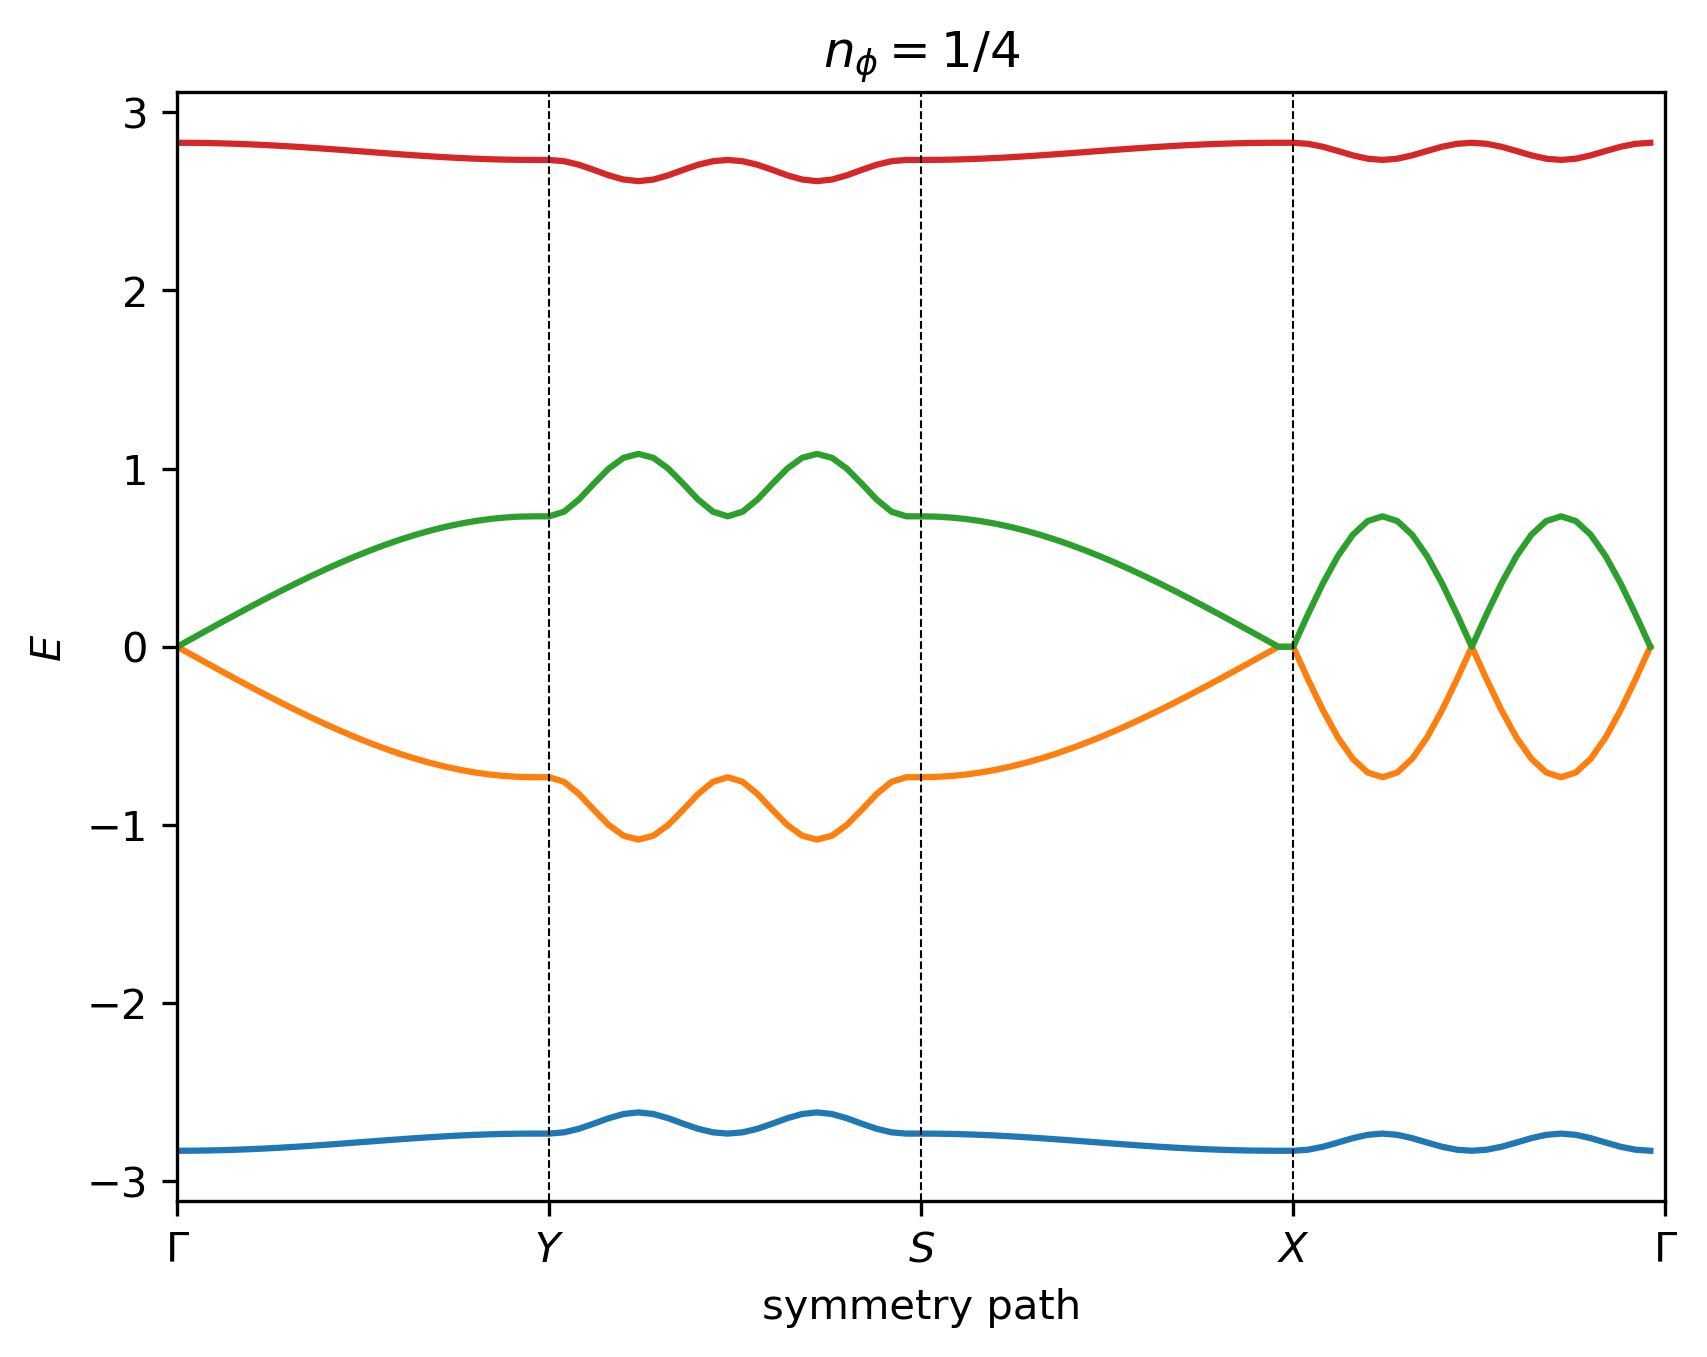 n_ϕ = 1/4
3
2
1
0
−1
−2
−3
E
Γ Y S X Γ
symmetry path